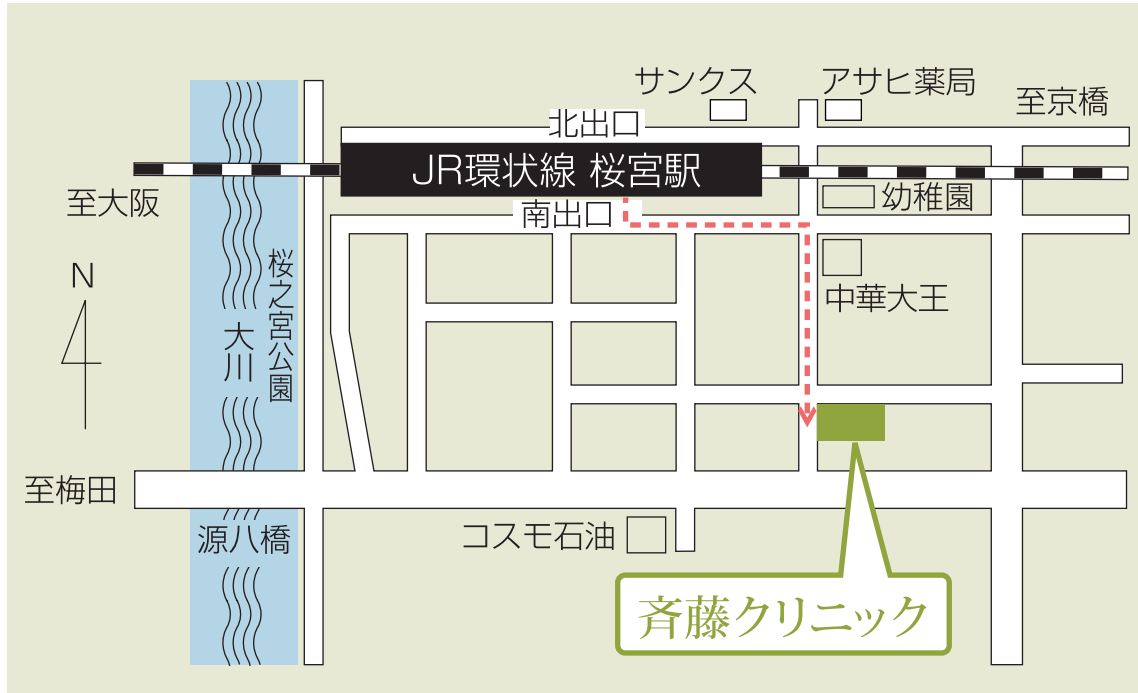 サンクス
アサヒ薬局
至京橋
北出口
JR環状線 桜宮駅
至大阪
南出口
幼稚園
N
桜之宮公園
大川
中華大王
至梅田
源八橋
コスモ石油
斉藤クリニック